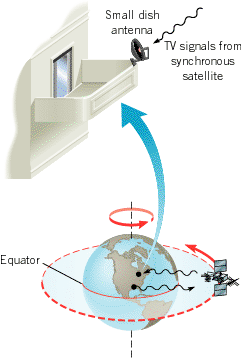 Small dish
antenna
TV signals from
synchronous
satellite
Equator